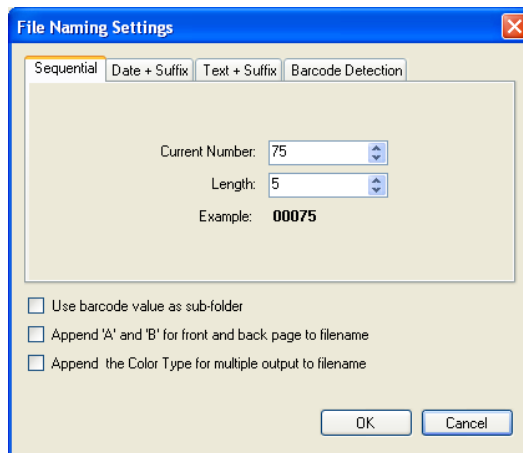 File Naming Settings
Sequential Date + Suffix Text + Suffix Barcode Detection
Current Number: 75
Length: 5
Example: 00075
Use barcode value as sub-folder
Append 'A' and 'B' for front and back page to filename
Append the Color Type for multiple output to filename
OK Cancel